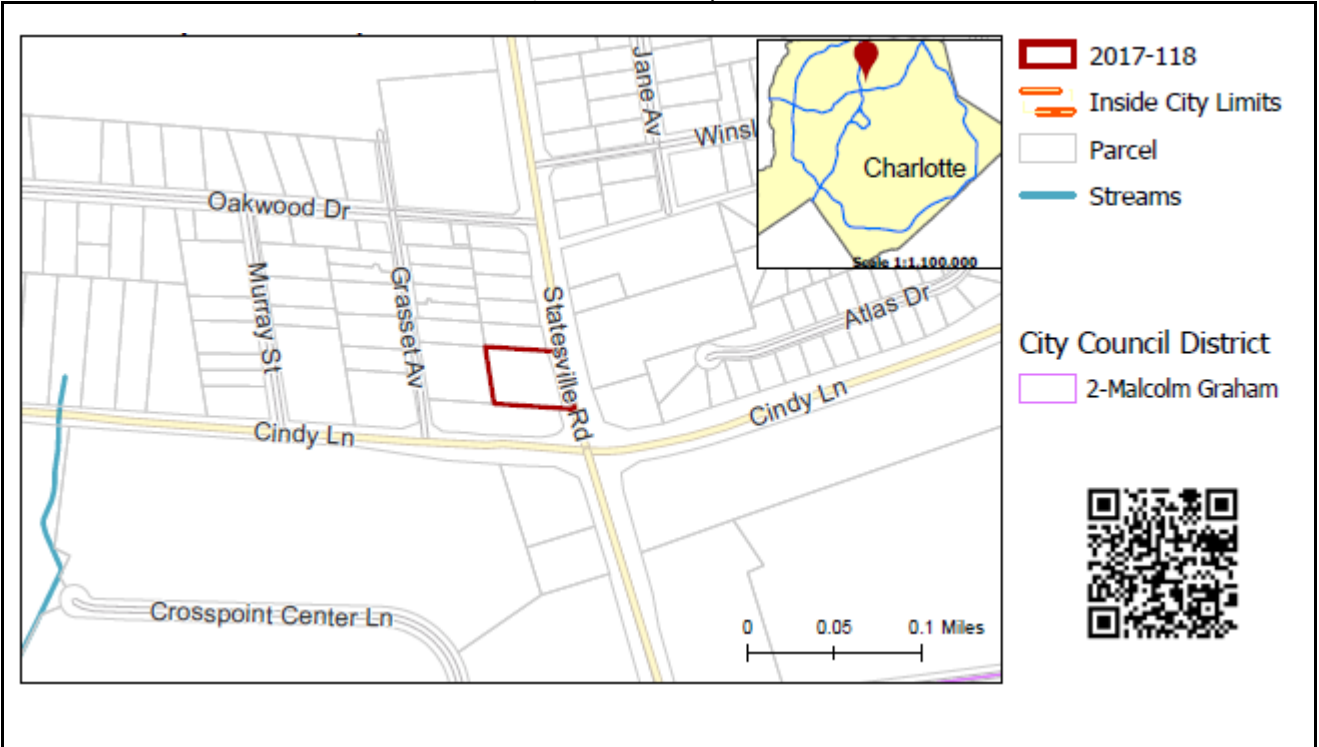 Jane Av
Winsl
Oakwood Dr
Murray St
Grasset Av
Statesville Rd
Atlas Dr
Cindy Ln
Cindy Ln
Crosspoint Center Ln
0 0.05 0.1 Miles
Charlotte
Scale 1:1,100,000
2017-118
Inside City Limits
Parcel
Streams
City Council District
2-Malcolm Graham